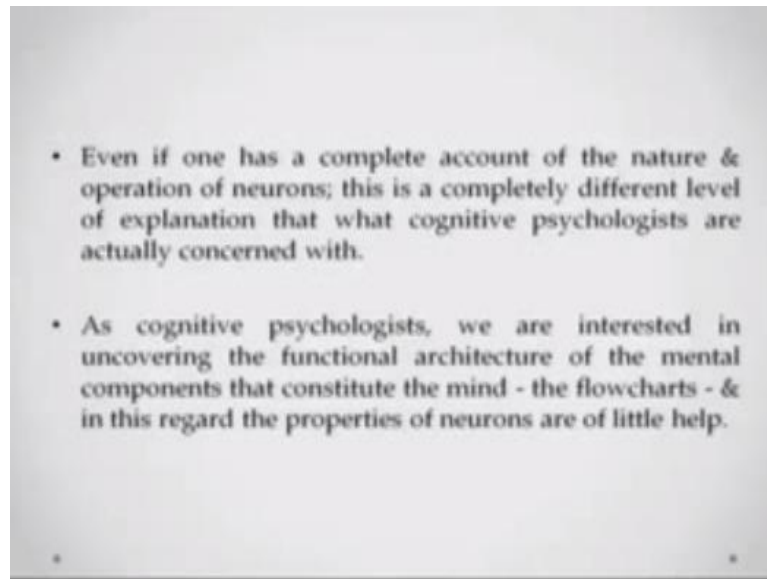 • Even if one has a complete account of the nature &
operation of neurons; this is a completely different level
of explanation that what cognitive psychologists are
actually concerned with.
• As cognitive psychologists, we are interested in
uncovering the functional architecture of the mental
components that constitute the mind - the flowcharts - &
in this regard the properties of neurons are of little help.